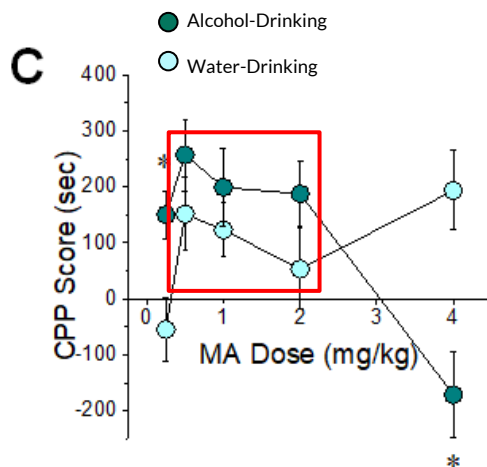 Alcohol-Drinking
Water-Drinking
C
CPP Score (sec)
400
300
200
100
0
-100
-200
*
0
1
2
3
4
MA Dose (mg/kg)
*